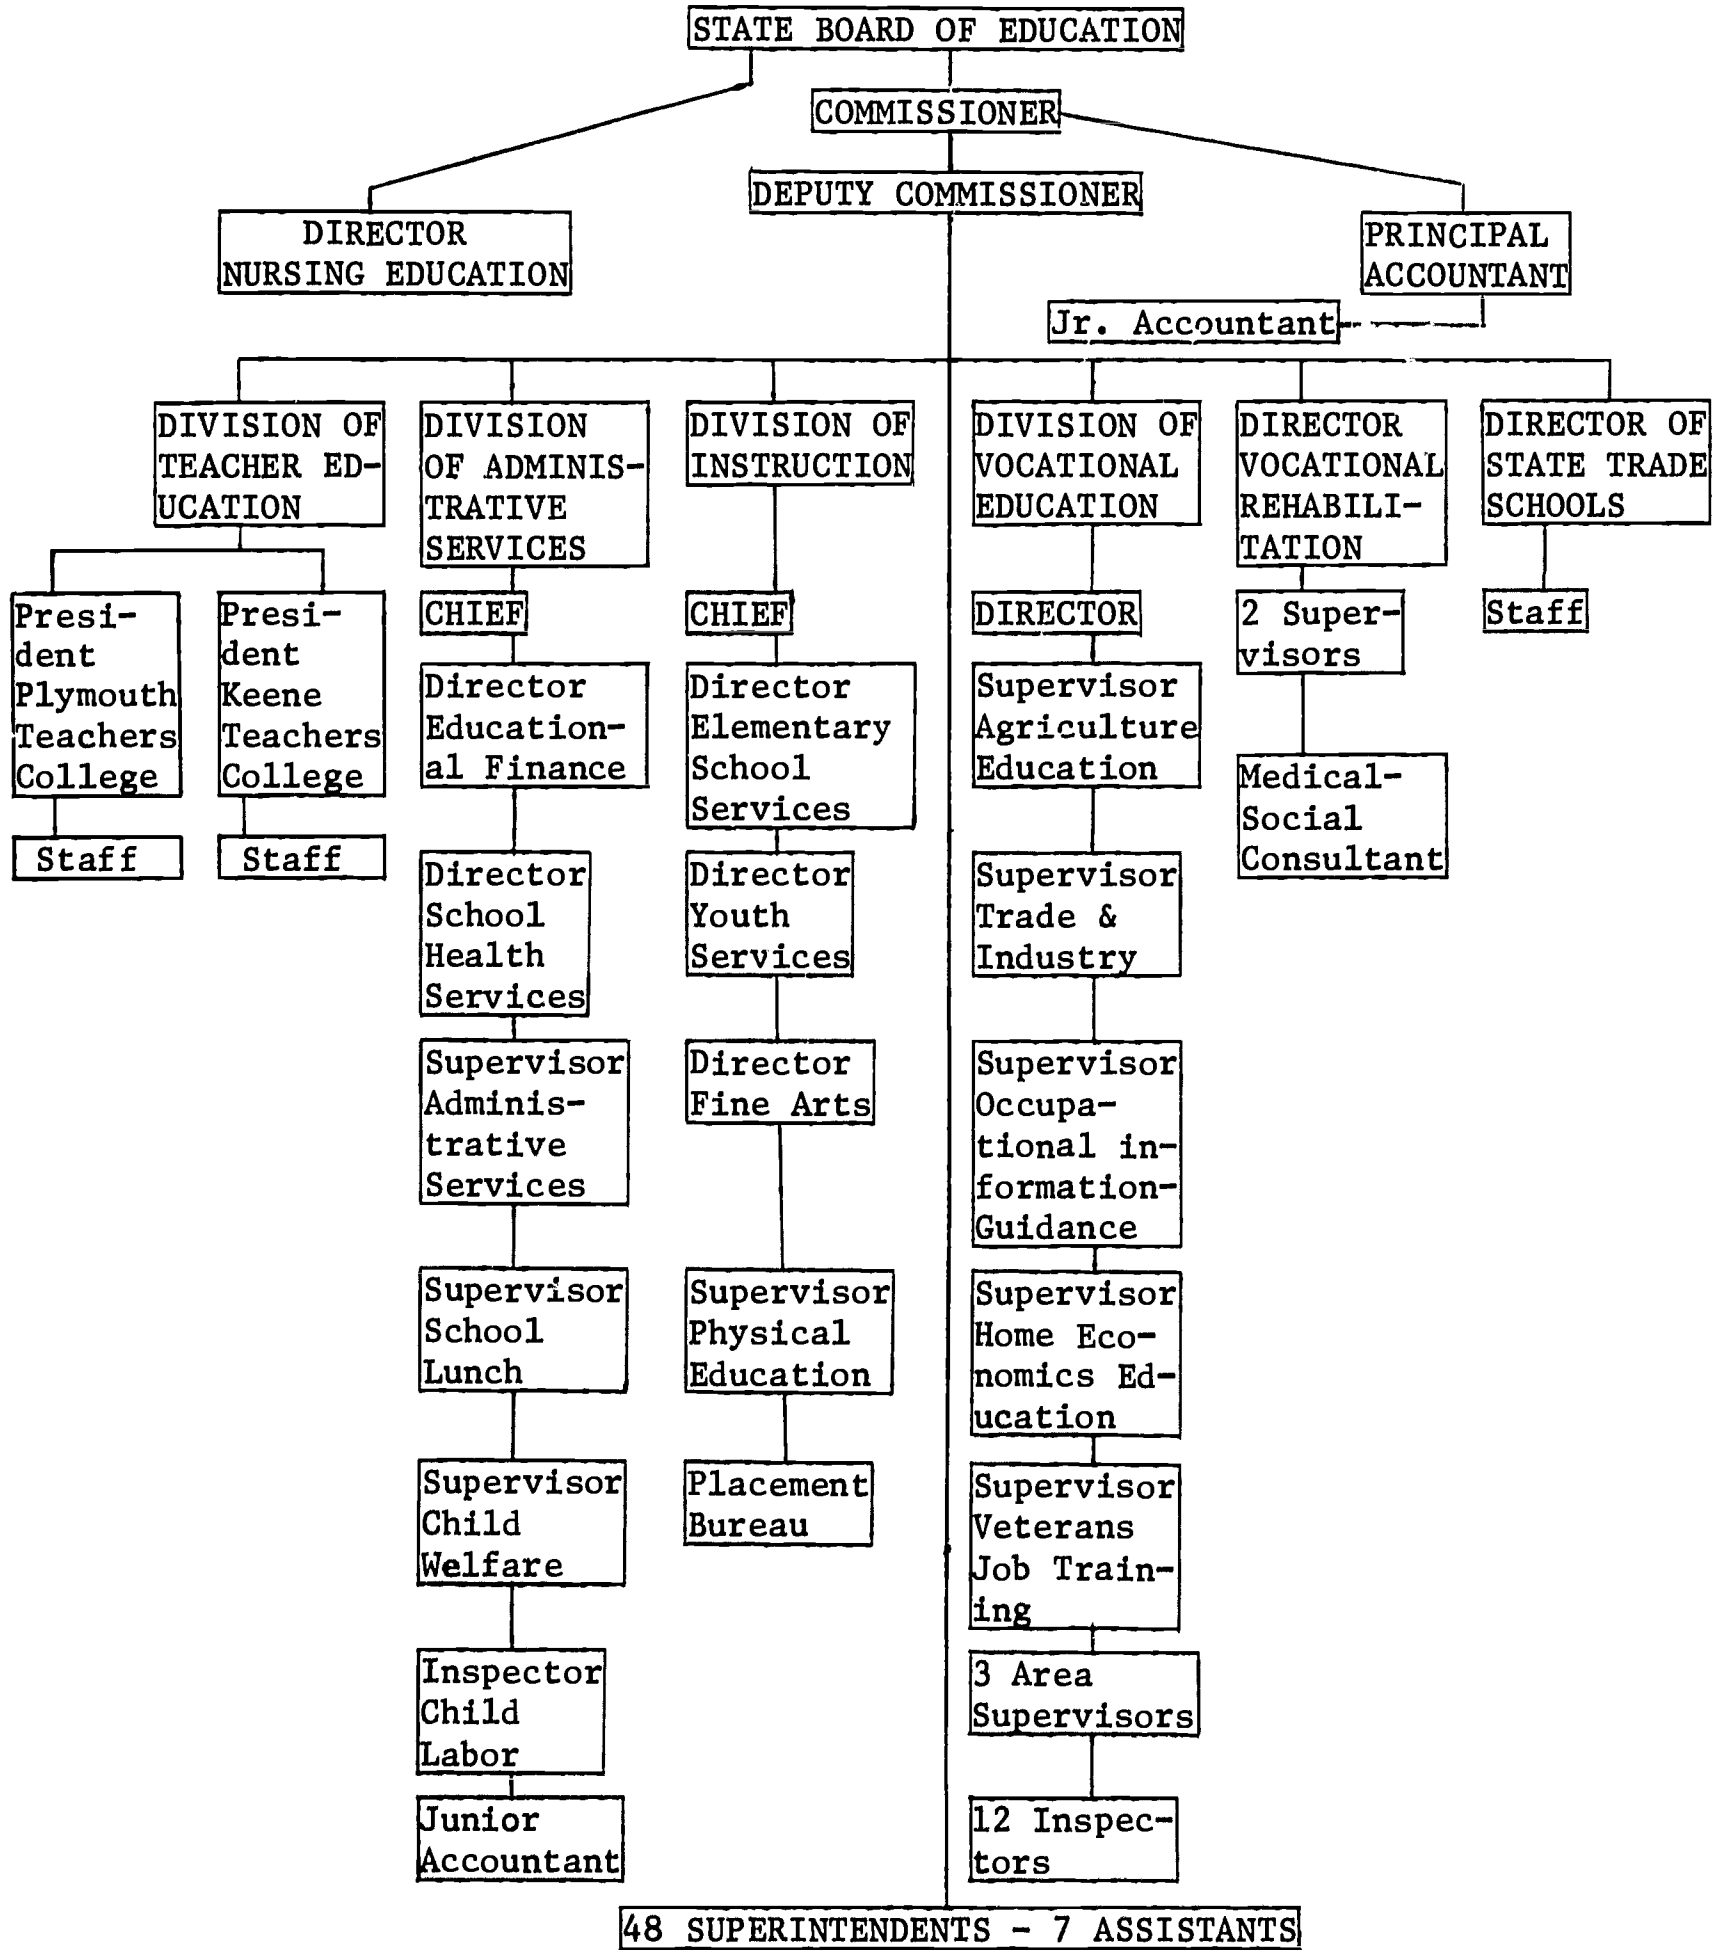 STATE BOARD OF EDUCATION
COMMISSIONER
DEPUTY COMMISSIONER
DIRECTOR
NURSING EDUCATION
PRINCIPAL
ACCOUNTANT
Jr. Accountant
DIVISION OF
TEACHER ED-
UCATION
Presi-
dent
Plymouth
Teachers
College
Staff
Presi-
dent
Keene
Teachers
College
Staff
DIVISION
OF ADMINIS-
TRATIVE
SERVICES
CHIEF
Director
Education-
al Finance
Director
School
Health
Services
Supervisor
Adminis-
trative
Services
Supervisor
School
Lunch
Supervisor
Child
Welfare
Inspector
Child
Labor
Junior
Accountant
DIVISION OF
INSTRUCTION
CHIEF
Director
Elementary
School
Services
Director
Youth
Services
Director
Fine Arts
Supervisor
Physical
Education
Placement
Bureau
DIVISION OF
VOCATIONAL
EDUCATION
DIRECTOR
Supervisor
Agriculture
Education
Supervisor
Trade &
Industry
Supervisor
Occupa-
tional in-
formation-
Guidance
Supervisor
Home Eco-
nomics Ed-
ucation
Supervisor
Veterans
Job Train-
ing
3 Area
Supervisors
12 Inspec-
tors
DIRECTOR
VOCATIONAL
REHABILI-
TATION
2 Super-
visors
Medical-
Social
Consultant
DIRECTOR OF
STATE TRADE
SCHOOLS
Staff
48 SUPERINTENDENTS - 7 ASSISTANTS